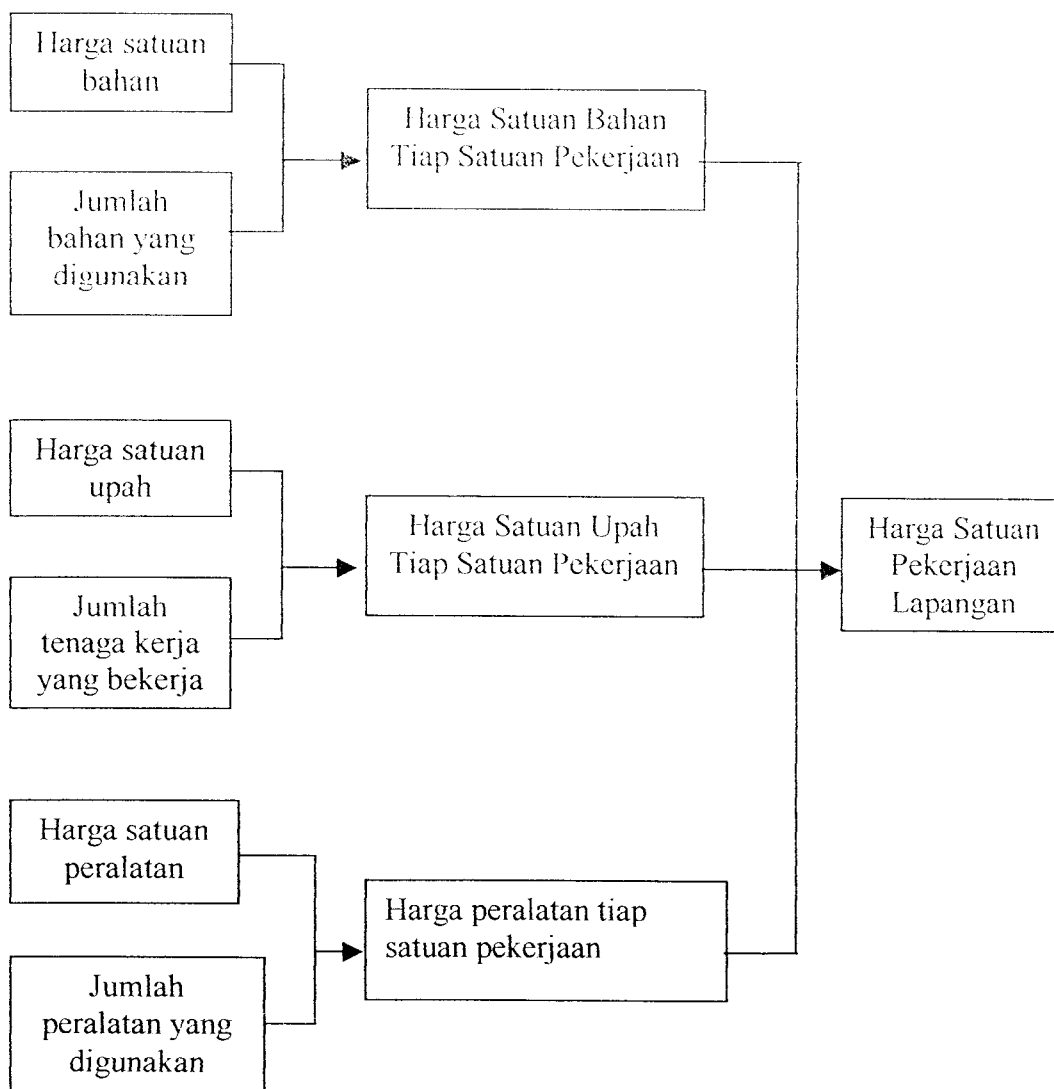 Harga satuan
bahan
Harga Satuan Bahan
Tiap Satuan Pekerjaan
Jumlah
bahan yang
digunakan
Harga satuan
upah
Harga Satuan Upah
Tiap Satuan Pekerjaan
Harga Satuan
Pekerjaan
Lapangan
Jumlah
tenaga kerja
yang bekerja
Harga satuan
peralatan
Harga peralatan tiap
satuan pekerjaan
Jumlah
peralatan yang
digunakan